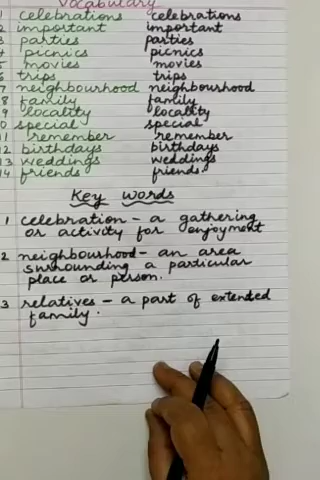 Vocabulary
1 celebrations celebrations
2 important important
3 parties parties
4 picnics picnics
5 movies movies
6 trips trips
7 neighbourhood neighbourhood
8 family family
9 locality locality
10 special special
11 remember remember
12 birthdays birthdays
13 weddings weddings
14 friends friends.
Key words
1 celebration - a gathering
or activity for enjoyment
2 neighbourhood - an area
surrounding a particular
place or person.
3 relatives - a part of extended
family.